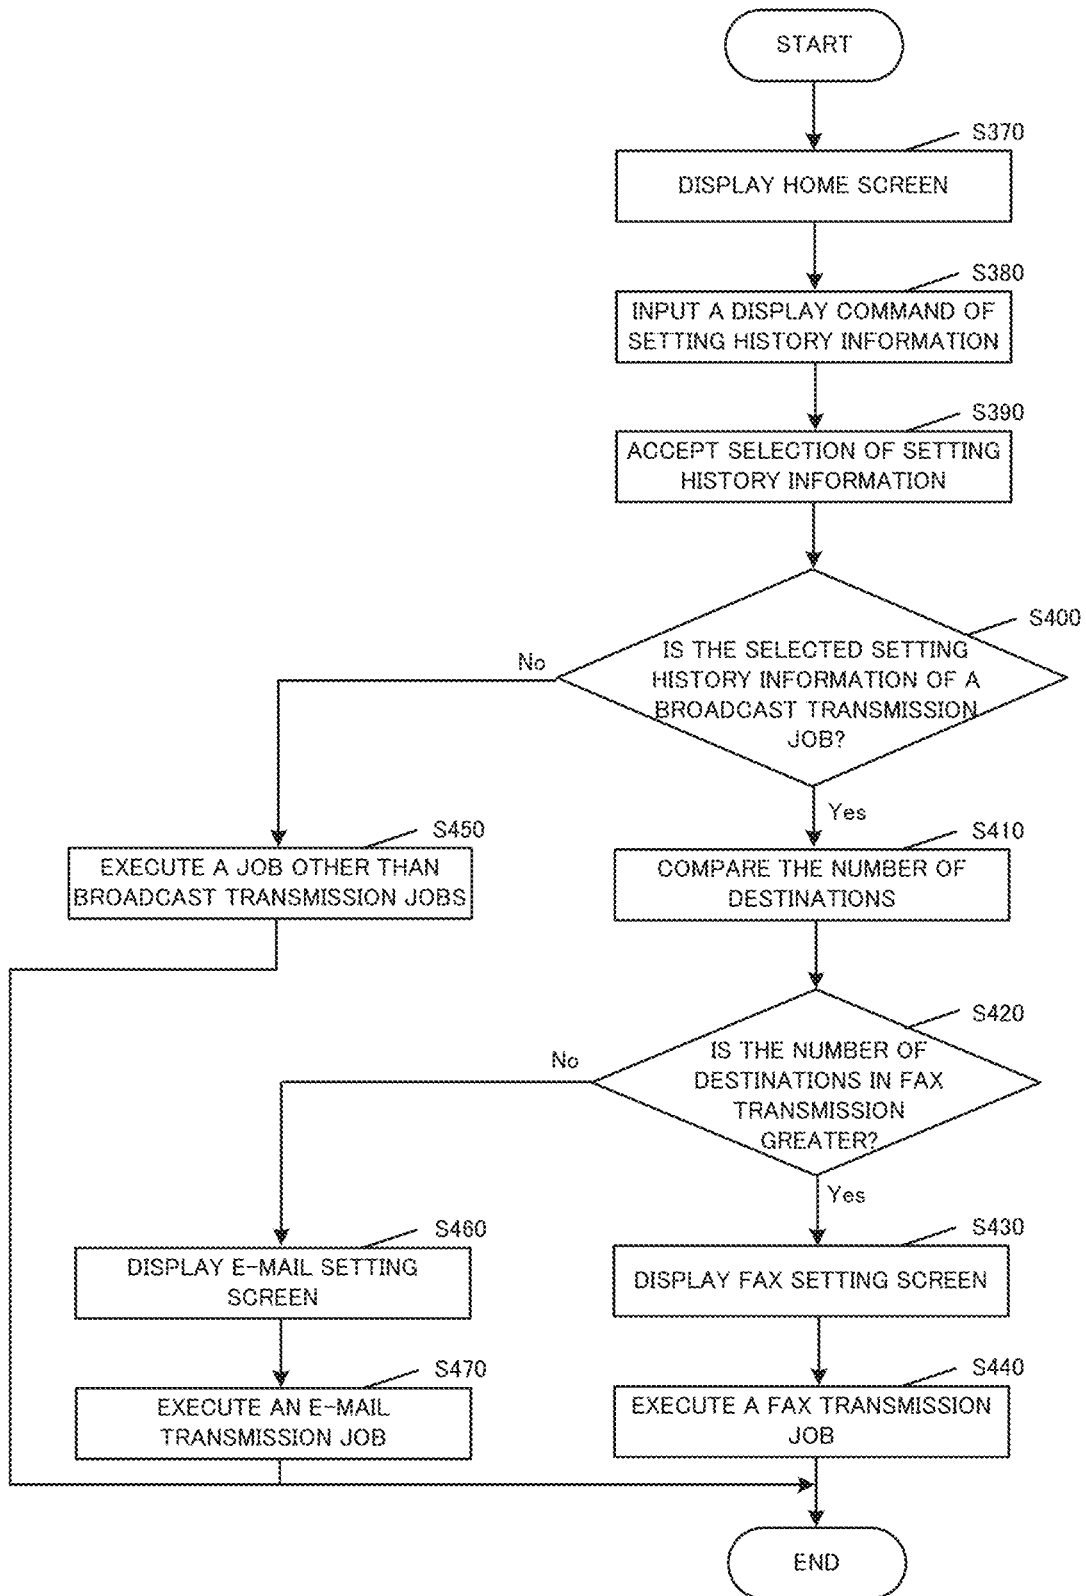 START
S370
DISPLAY HOME SCREEN
S380
INPUT A DISPLAY COMMAND OF
SETTING HISTORY INFORMATION
S390
ACCEPT SELECTION OF SETTING
HISTORY INFORMATION
S400
IS THE SELECTED SETTING
HISTORY INFORMATION OF A
BROADCAST TRANSMISSION
JOB?
No
Yes
S450
EXECUTE A JOB OTHER THAN
BROADCAST TRANSMISSION JOBS
S410
COMPARE THE NUMBER OF
DESTINATIONS
S420
IS THE NUMBER OF
DESTINATIONS IN FAX
TRANSMISSION
GREATER?
No
Yes
S460
DISPLAY E-MAIL SETTING
SCREEN
S430
DISPLAY FAX SETTING SCREEN
S470
EXECUTE AN E-MAIL
TRANSMISSION JOB
S440
EXECUTE A FAX TRANSMISSION
JOB
END